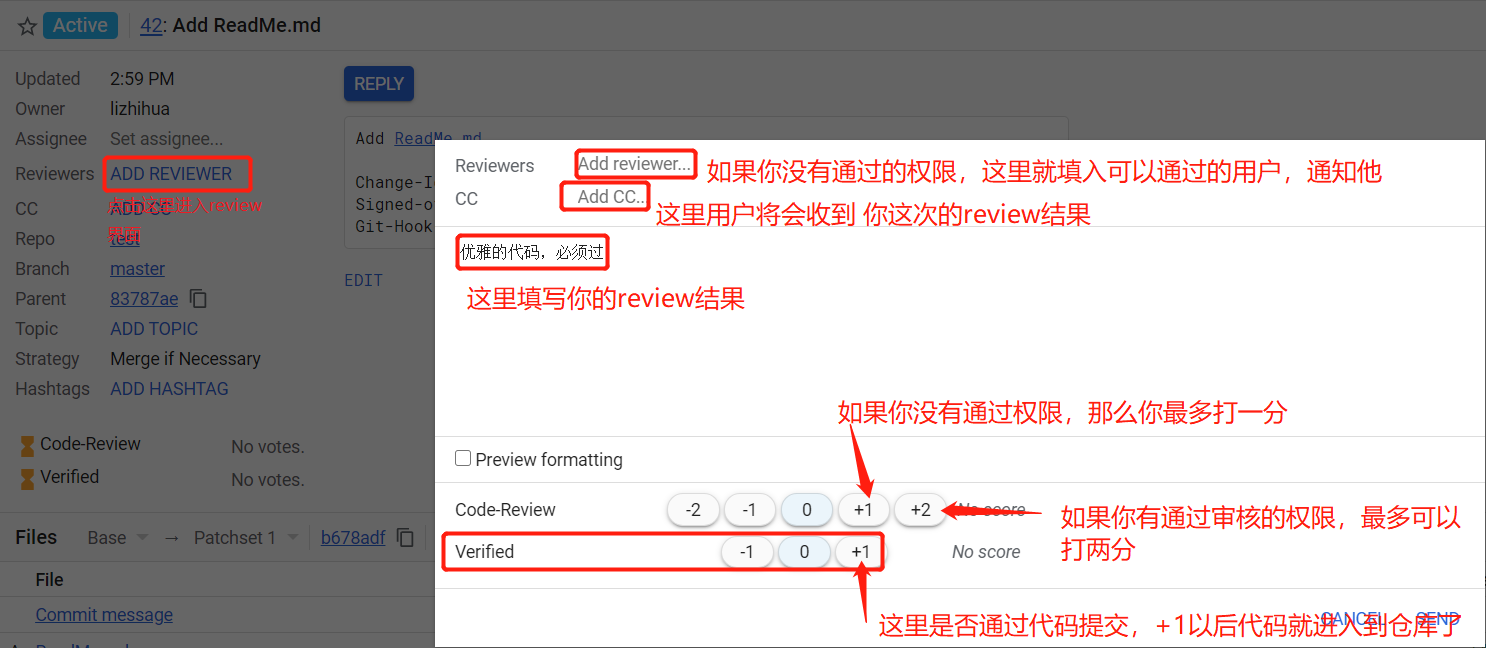 Active 42: Add ReadMe.md
Updated 2:59 PM
Owner lizhihua
Assignee Set assignee...
Reviewers ADD REVIEWER
点击这里进入review
界面
CC ADD CC
Repo test
Branch master
Parent 83787ae
Topic ADD TOPIC
Strategy Merge if Necessary
Hashtags ADD HASHTAG
Code-Review No votes.
Verified No votes.
Files Base → Patchset 1 b678adf
File
Commit message
REPLY
Add ReadMe.md
Change-I
Signed-o
Git-Hook
EDIT
Reviewers Add reviewer... 如果你没有通过的权限，这里就填入可以通过的用户，通知他
CC Add CC... 这里用户将会收到 你这次的review结果
优雅的代码，必须过
这里填写你的review结果
如果你没有通过权限，那么你最多打一分
Preview formatting
Code-Review -2 -1 0 +1 +2 No score
如果你有通过审核的权限，最多可以
打两分
Verified -1 0 +1 No score
CANCEL SEND
这里是否通过代码提交，+1以后代码就进入到仓库了